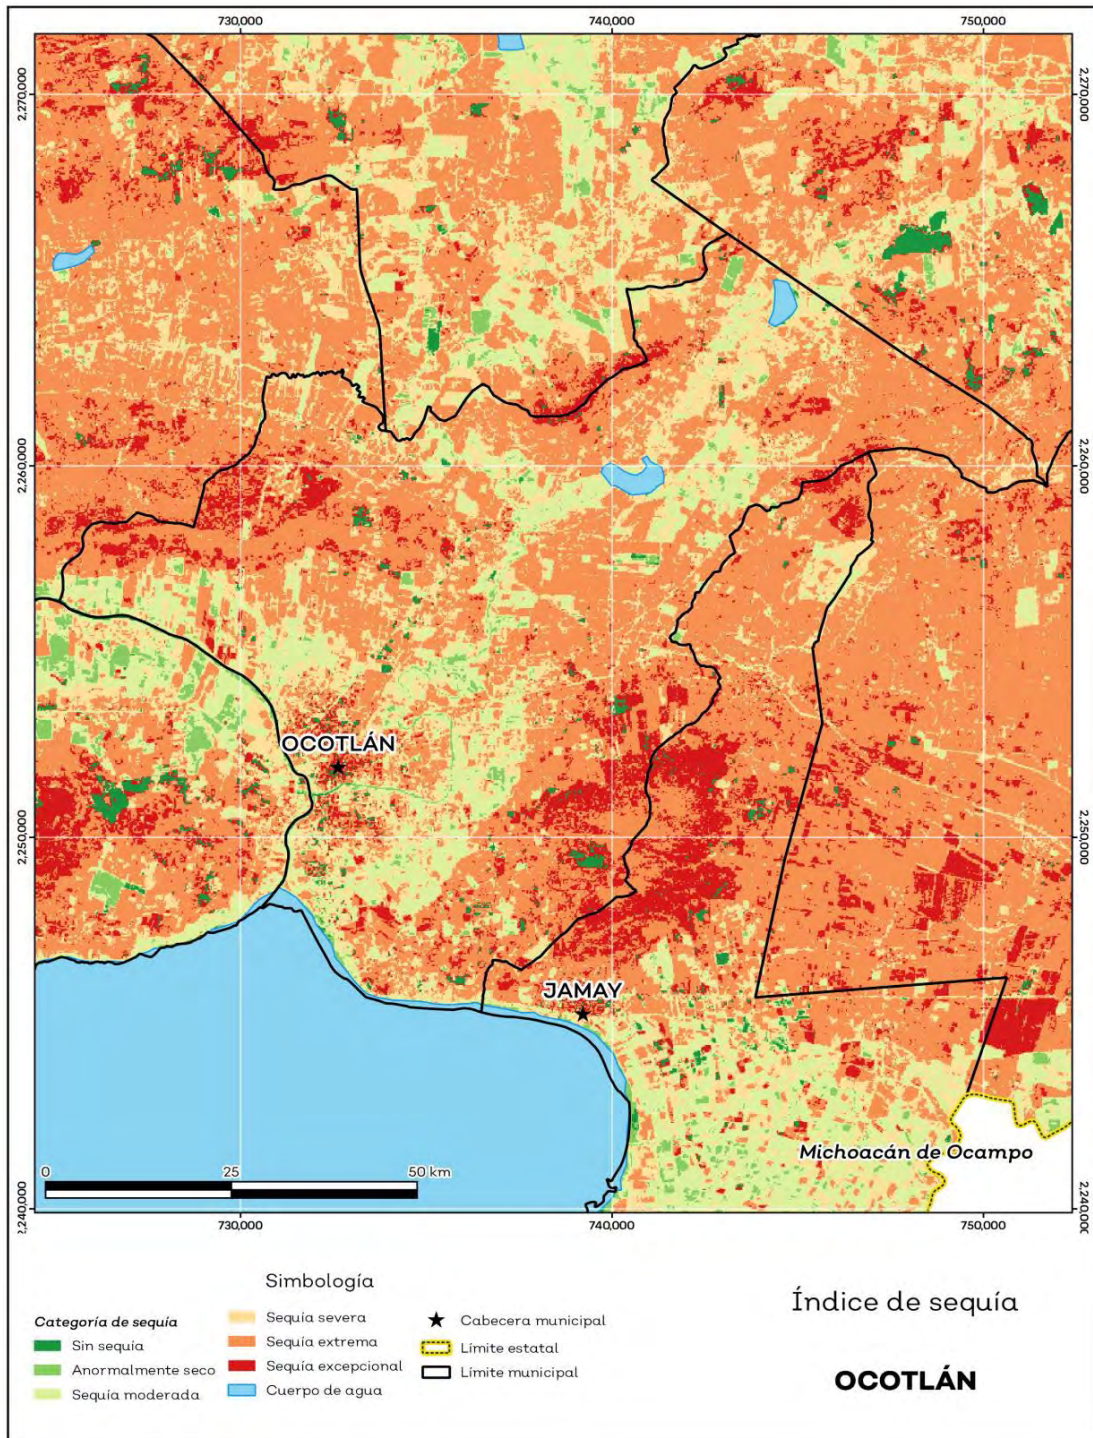 730,000
740,000
750,000
2,270,000
2,270,000
2,260,000
2,260,000
OCOTLÁN
2,250,000
2,250,000
JAMAY
Michoacán de Ocampo
0
25
50 km
2,240,000
2,240,000
730,000
740,000
750,000
Simbología
Categoría de sequía
Sin sequía
Anormalmente seco
Sequía moderada
Sequía severa
Sequía extrema
Sequía excepcional
Cuerpo de agua
Cabecera municipal
Límite estatal
Límite municipal
Índice de sequía
OCOTLÁN